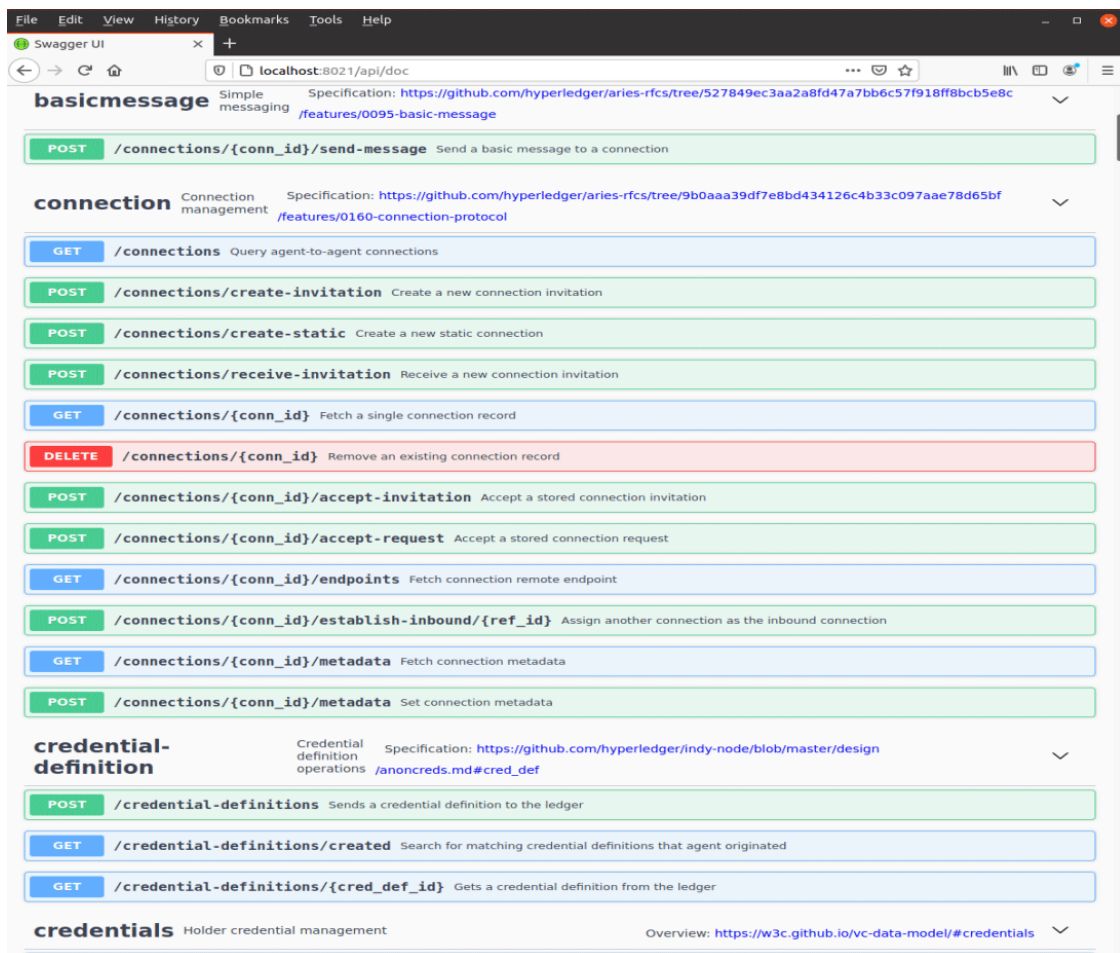 File Edit View History Bookmarks Tools Help
Swagger UI
localhost:8021/api/doc
basicmessage Simple messaging Specification: https://github.com/hyperledger/aries-rfcs/tree/527849ec3aa2a8fd47a7bb6c57f918ff8bcb5e8c
/features/0095-basic-message
POST /connections/{conn_id}/send-message Send a basic message to a connection
connection Connection management Specification: https://github.com/hyperledger/aries-rfcs/tree/9b0aaa39df7e8bd434126c4b33c097aae78d65bf
/features/0160-connection-protocol
GET /connections Query agent-to-agent connections
POST /connections/create-invitation Create a new connection invitation
POST /connections/create-static Create a new static connection
POST /connections/receive-invitation Receive a new connection invitation
GET /connections/{conn_id} Fetch a single connection record
DELETE /connections/{conn_id} Remove an existing connection record
POST /connections/{conn_id}/accept-invitation Accept a stored connection invitation
POST /connections/{conn_id}/accept-request Accept a stored connection request
GET /connections/{conn_id}/endpoints Fetch connection remote endpoint
POST /connections/{conn_id}/establish-inbound/{ref_id} Assign another connection as the inbound connection
GET /connections/{conn_id}/metadata Fetch connection metadata
POST /connections/{conn_id}/metadata Set connection metadata
credential-definition Credential definition operations Specification: https://github.com/hyperledger/indy-node/blob/master/design
/anoncreds.md#cred_def
POST /credential-definitions Sends a credential definition to the ledger
GET /credential-definitions/created Search for matching credential definitions that agent originated
GET /credential-definitions/{cred_def_id} Gets a credential definition from the ledger
credentials Holder credential management Overview: https://w3c.github.io/vc-data-model/#credentials